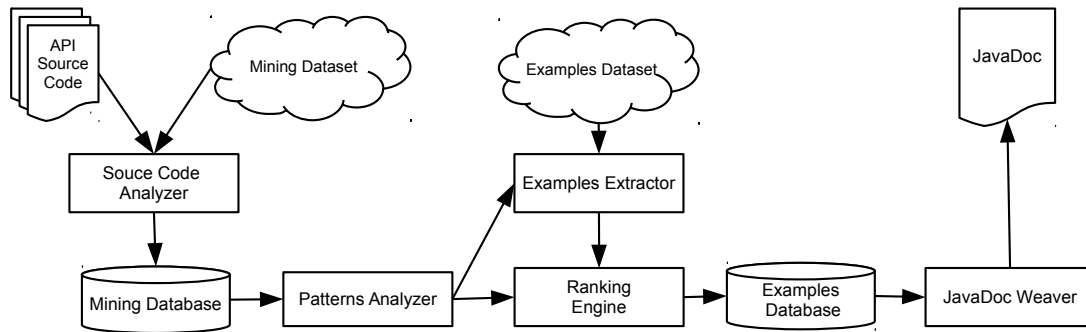 API
Source
Code
Mining Dataset
Examples Dataset
JavaDoc
Souce Code
Analyzer
Examples Extractor
Mining Database
Patterns Analyzer
Ranking
Engine
Examples
Database
JavaDoc Weaver